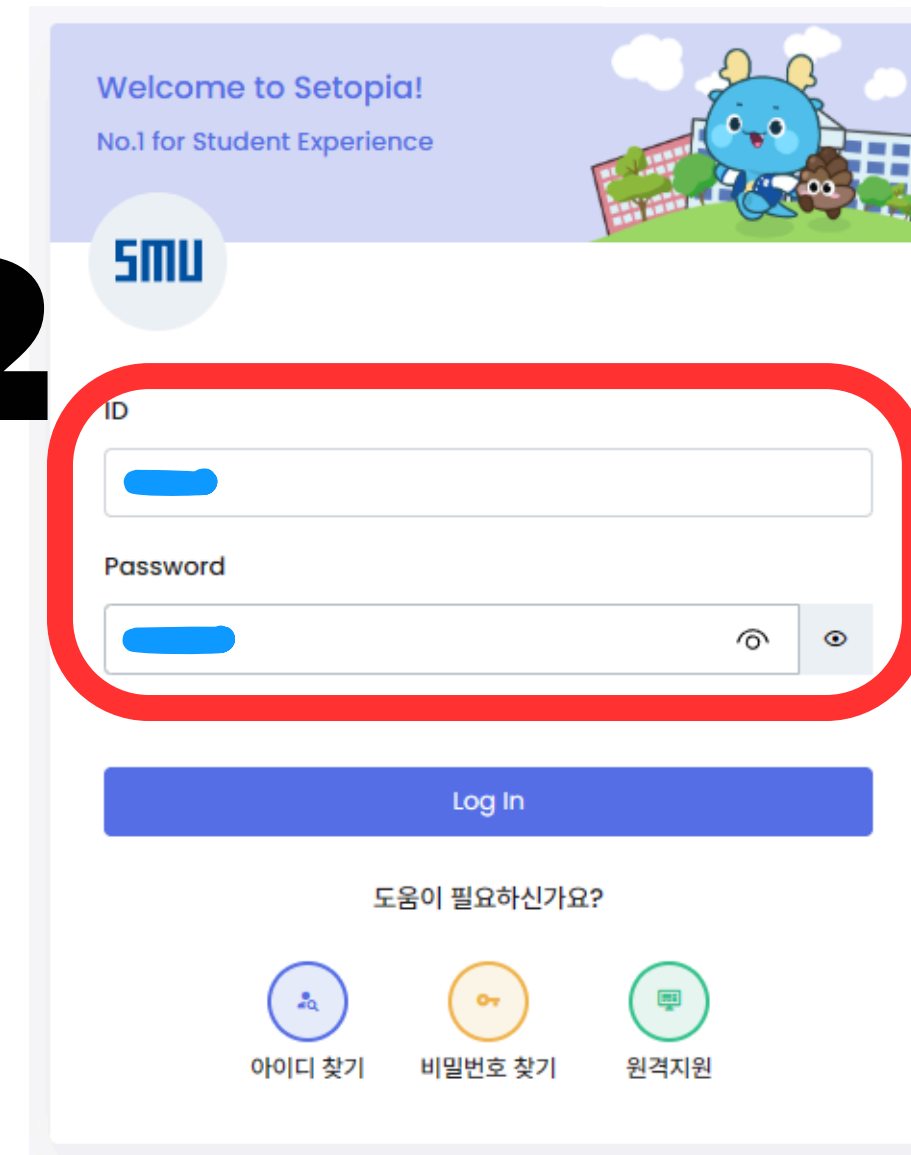 Welcome to Setopia!
No.1 for Student Experience
SMU
2
ID
Password
Log In
도움이 필요하신가요?
아이디 찾기
비밀번호 찾기
원격지원